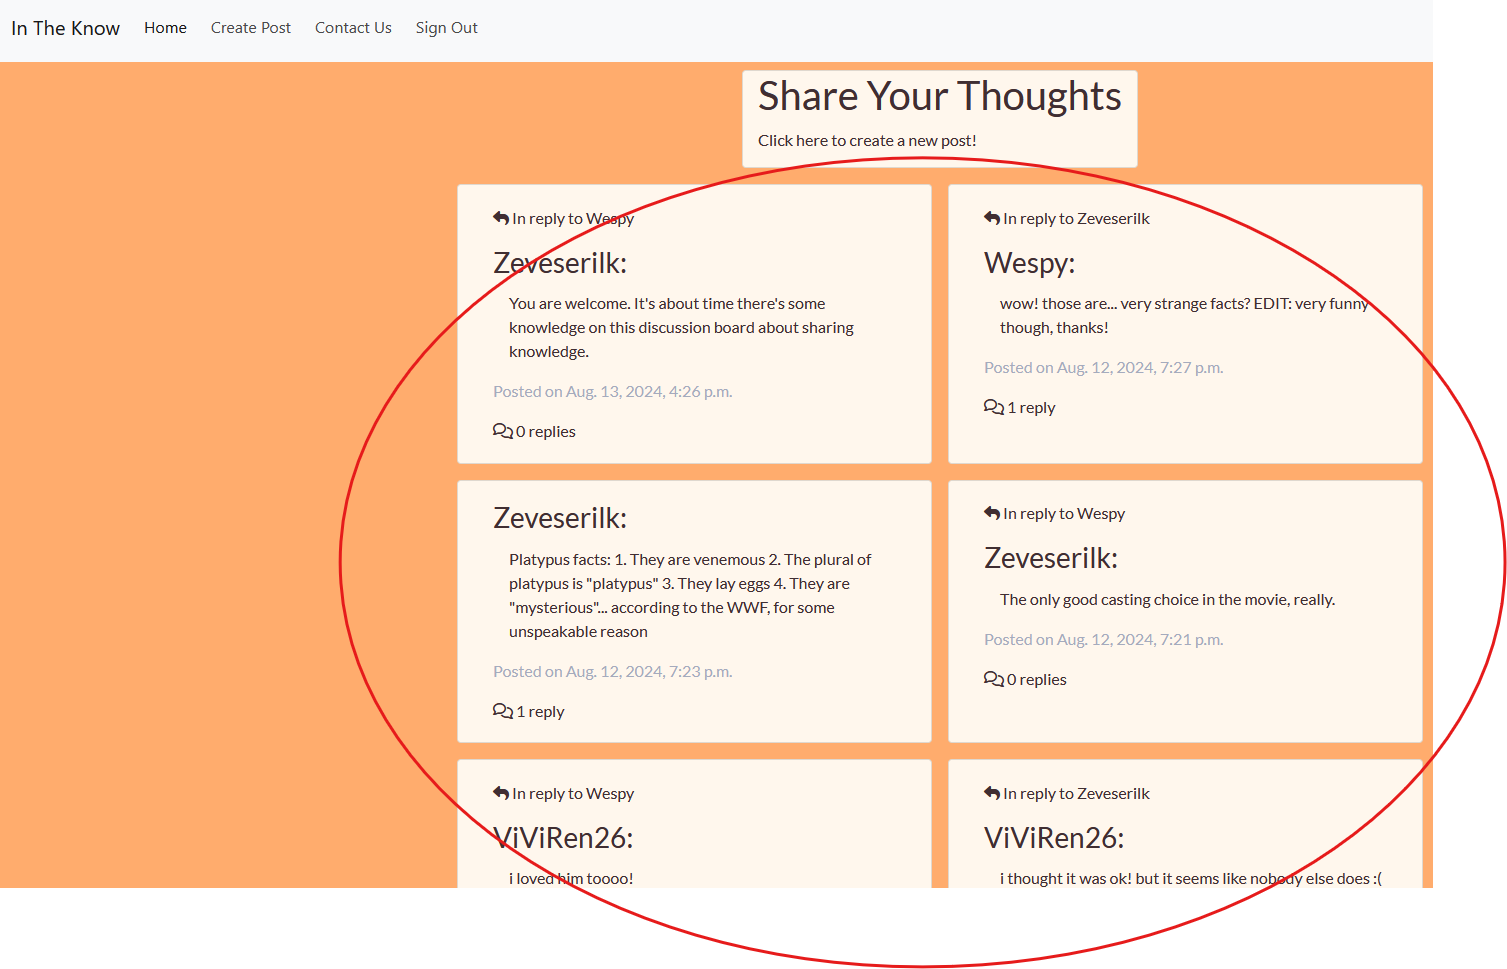 In The Know Home Create Post Contact Us Sign Out
Share Your Thoughts
Click here to create a new post!
In reply to Wespy
Zeveserilk:
You are welcome. It's about time there's some
knowledge on this discussion board about sharing
knowledge.
Posted on Aug. 13, 2024, 4:26 p.m.
0 replies
In reply to Zeveserilk
Wespy:
wow! those are... very strange facts? EDIT: very funny
though, thanks!
Posted on Aug. 12, 2024, 7:27 p.m.
1 reply
Zeveserilk:
Platypus facts: 1. They are venemous 2. The plural of
platypus is "platypus" 3. They lay eggs 4. They are
"mysterious"... according to the WWF, for some
unspeakable reason
Posted on Aug. 12, 2024, 7:23 p.m.
1 reply
In reply to Wespy
Zeveserilk:
The only good casting choice in the movie, really.
Posted on Aug. 12, 2024, 7:21 p.m.
0 replies
In reply to Wespy
ViViRen26:
i loved him toooo!
In reply to Zeveserilk
ViViRen26:
i thought it was ok! but it seems like nobody else does :(